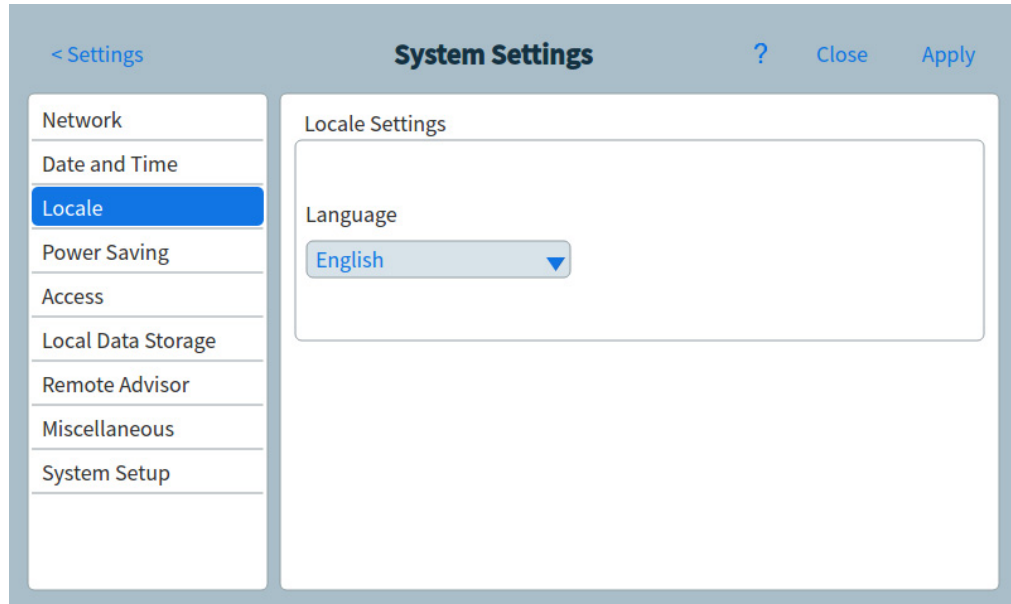 < Settings System Settings ? Close Apply
Network
Date and Time
Locale
Power Saving
Access
Local Data Storage
Remote Advisor
Miscellaneous
System Setup
Locale Settings
Language
English